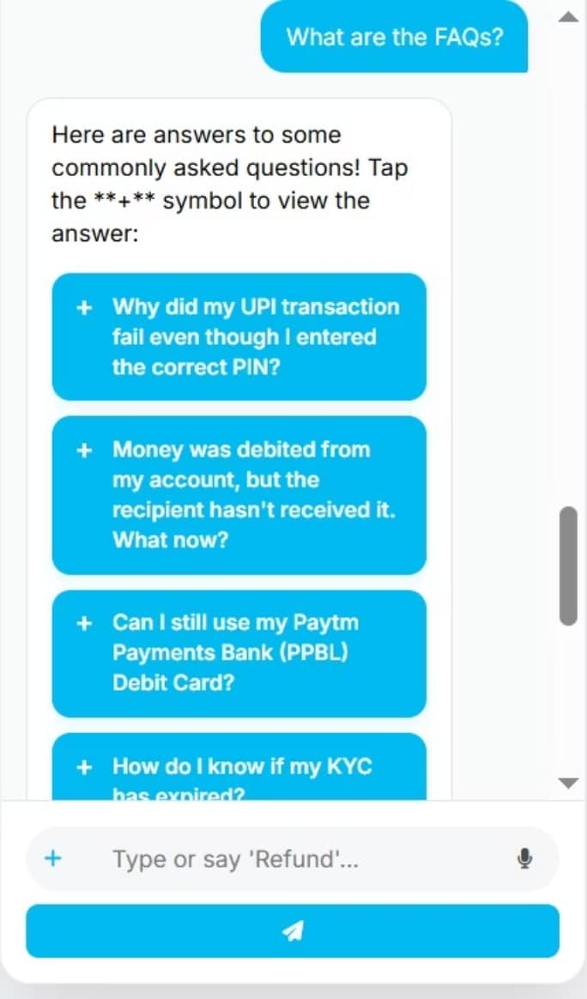 What are the FAQs?
Here are answers to some
commonly asked questions! Tap
the **+** symbol to view the
answer:
+ Why did my UPI transaction
fail even though I entered
the correct PIN?
+ Money was debited from
my account, but the
recipient hasn't received it.
What now?
+ Can I still use my Paytm
Payments Bank (PPBL)
Debit Card?
+ How do I know if my KYC
has expired?
+ Type or say 'Refund'...